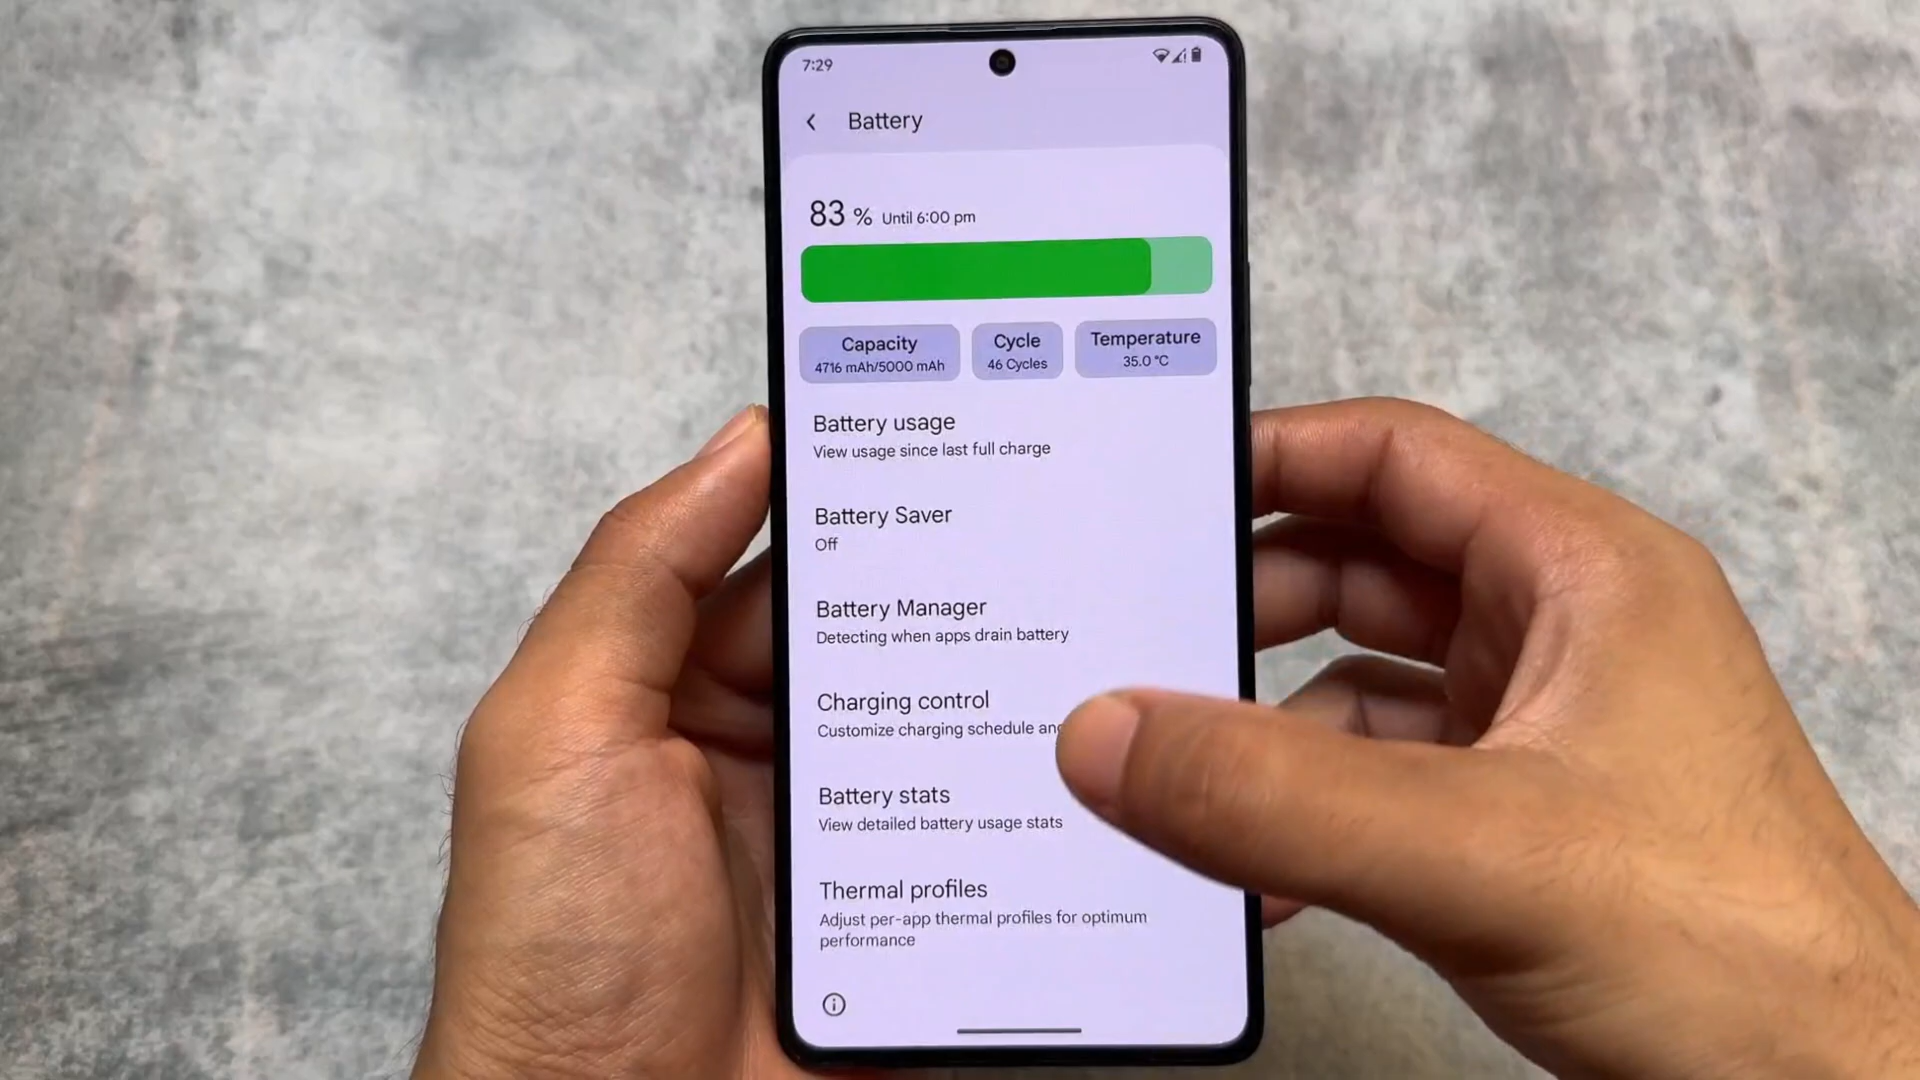 7:29
Battery
83 % Until 6:00 pm
Capacity
4716 mAh/5000 mAh
Cycle
46 Cycles
Temperature
35.0 °C
Battery usage
View usage since last full charge
Battery Saver
Off
Battery Manager
Detecting when apps drain battery
Charging control
Customize charging schedule and
Battery stats
View detailed battery usage stats
Thermal profiles
Adjust per-app thermal profiles for optimum
performance